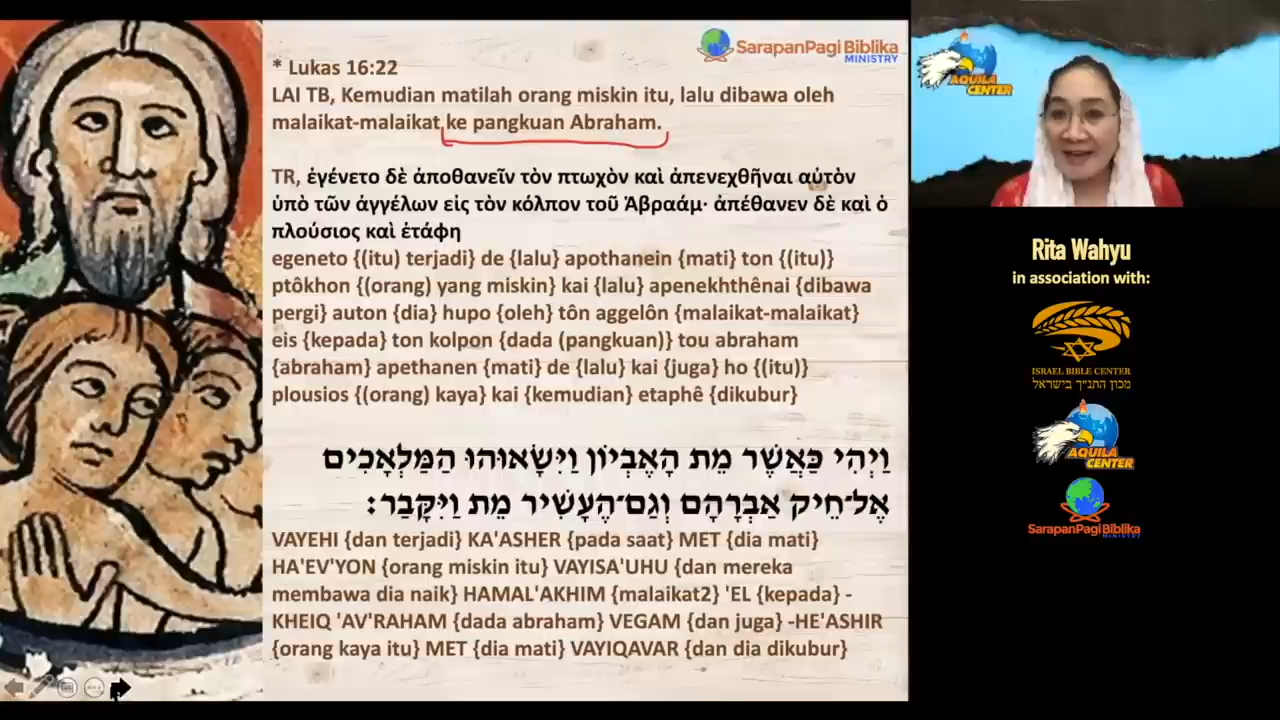 SarapanPagi Biblika
MINISTRY
* Lukas 16:22
LAI TB, Kemudian matilah orang miskin itu, lalu dibawa oleh
malaikat-malaikat ke pangkuan Abraham.
TR, ἐγένετο δὲ ἀποθανεῖν τὸν πτωχὸν καὶ ἀπενεχθῆναι αὐτὸν
ὑπὸ τῶν ἀγγέλων εἰς τὸν κόλπον τοῦ Ἀβραάμ· ἀπέθανεν δὲ καὶ ὁ
πλούσιος καὶ ἐτάφη
egeneto {(itu) terjadi} de {lalu} apothanein {mati} ton {(itu)}
ptôkhon {(orang) yang miskin} kai {lalu} apenekhthênai {dibawa
pergi} auton {dia} hupo {oleh} tôn aggelôn {malaikat-malaikat}
eis {kepada} ton kolpon {dada (pangkuan)} tou abraham
{abraham} apethanen {mati} de {lalu} kai {juga} ho {(itu)}
plousios {(orang) kaya} kai {kemudian} etaphê {dikubur}
וַיְהִי כַּאֲשֶׁר מֵת הָאֶבְיוֹן וַיִּשָּׂאוּהוּ הַמַּלְאָכִים
אֶל־חֵיק אַבְרָהָם וְגַם־הֶעָשִׁיר מֵת וַיִּקָּבַר׃
VAYEHI {dan terjadi} KA'ASHER {pada saat} MET {dia mati}
HA'EV'YON {orang miskin itu} VAYISA'UHU {dan mereka
membawa dia naik} HAMAL'AKHIM {malaikat2} 'EL {kepada} -
KHEIQ 'AV'RAHAM {dada abraham} VEGAM {dan juga} -HE'ASHIR
{orang kaya itu} MET {dia mati} VAYIQAVAR {dan dia dikubur}
AQUILA
CENTER
Rita Wahyu
in association with:
ISRAEL BIBLE CENTER
מכון התנ״ך בישראל
AQUILA
CENTER
SarapanPagi Biblika
MINISTRY